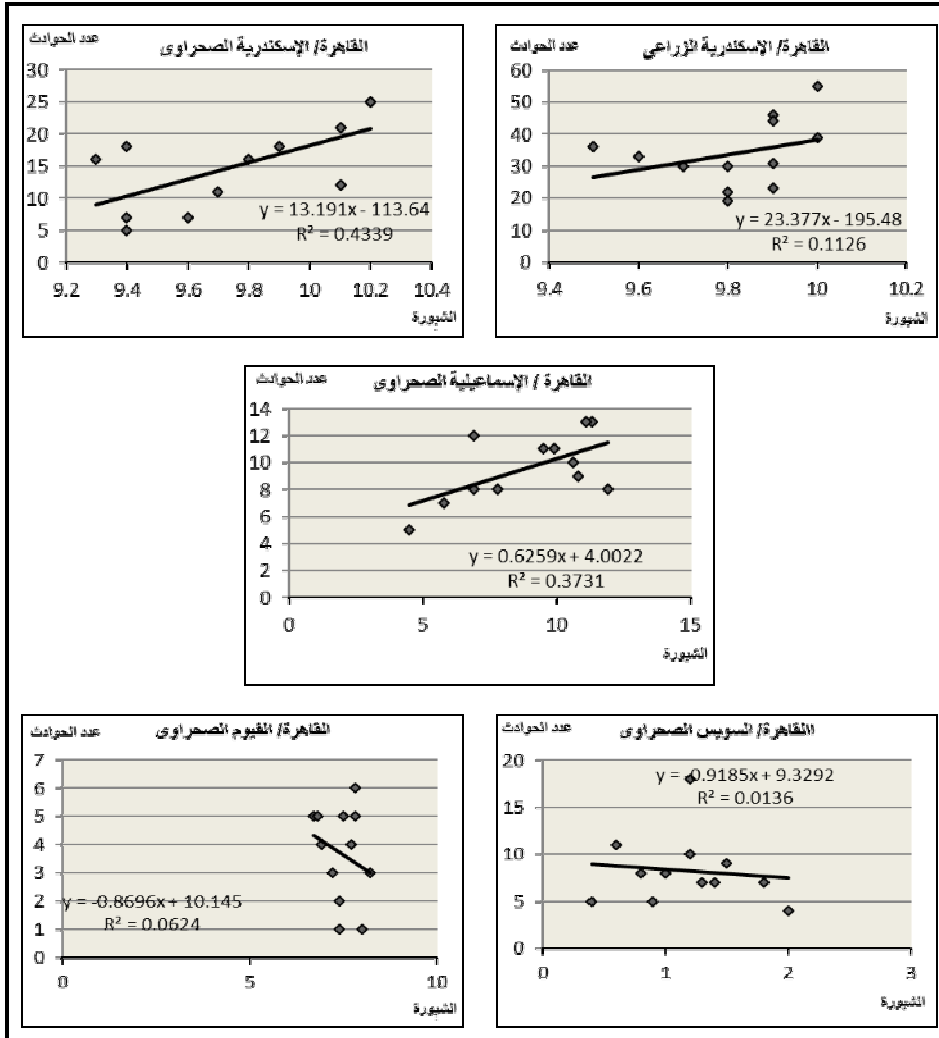 القاهرة/ الإسكندرية الصحراوى
عدد الحوادث
30
25
20
15
10
5
0
y = 13.191x - 113.64
R² = 0.4339
9.2 9.4 9.6 9.8 10 10.2 10.4
الشبورة
القاهرة/ الإسكندرية الزراعي
عدد الحوادث
60
50
40
30
20
10
0
y = 23.377x - 195.48
R² = 0.1126
9.4 9.6 9.8 10 10.2
الشبورة
القاهرة / الإسماعيلية الصحراوى
عدد الحوادث
14
12
10
8
6
4
2
0
y = 0.6259x + 4.0022
R² = 0.3731
0 5 10 15
الشبورة
القاهرة/ الفيوم الصحراوى
عدد الحوادث
7
6
5
4
3
2
1
0
y = -0.8696x + 10.145
R² = 0.0624
0 5 10
الشبورة
االقاهرة/ السويس الصحراوى
عدد الحوادث
20
15
10
5
0
y = -0.9185x + 9.3292
R² = 0.0136
0 1 2 3
الشبورة